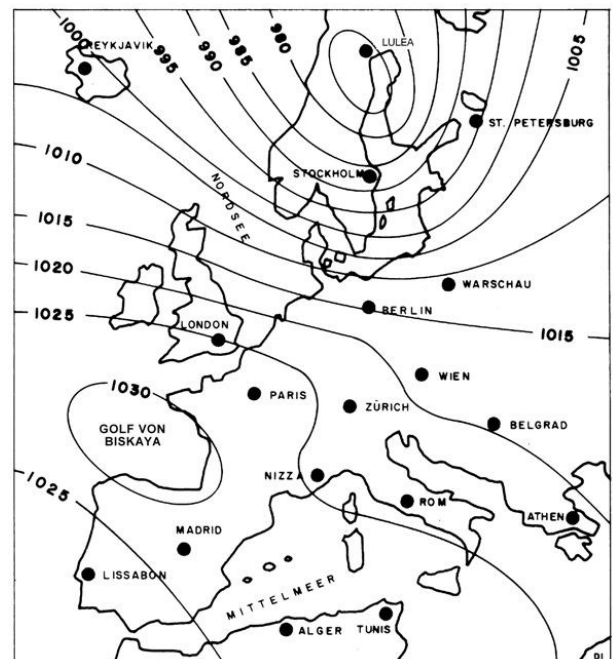 1000
995
990
985
980
LULEA
1005
REYKJAVIK
ST. PETERSBURG
1010
STOCKHOLM
NORDSEE
1015
1020
WARSCHAU
1025
BERLIN
1015
LONDON
WIEN
1030
PARIS
ZÜRICH
GOLF VON
BISKAYA
BELGRAD
1025
NIZZA
ROM
ATHEN
MADRID
LISSABON
MITTELMEER
ALGER
TUNIS